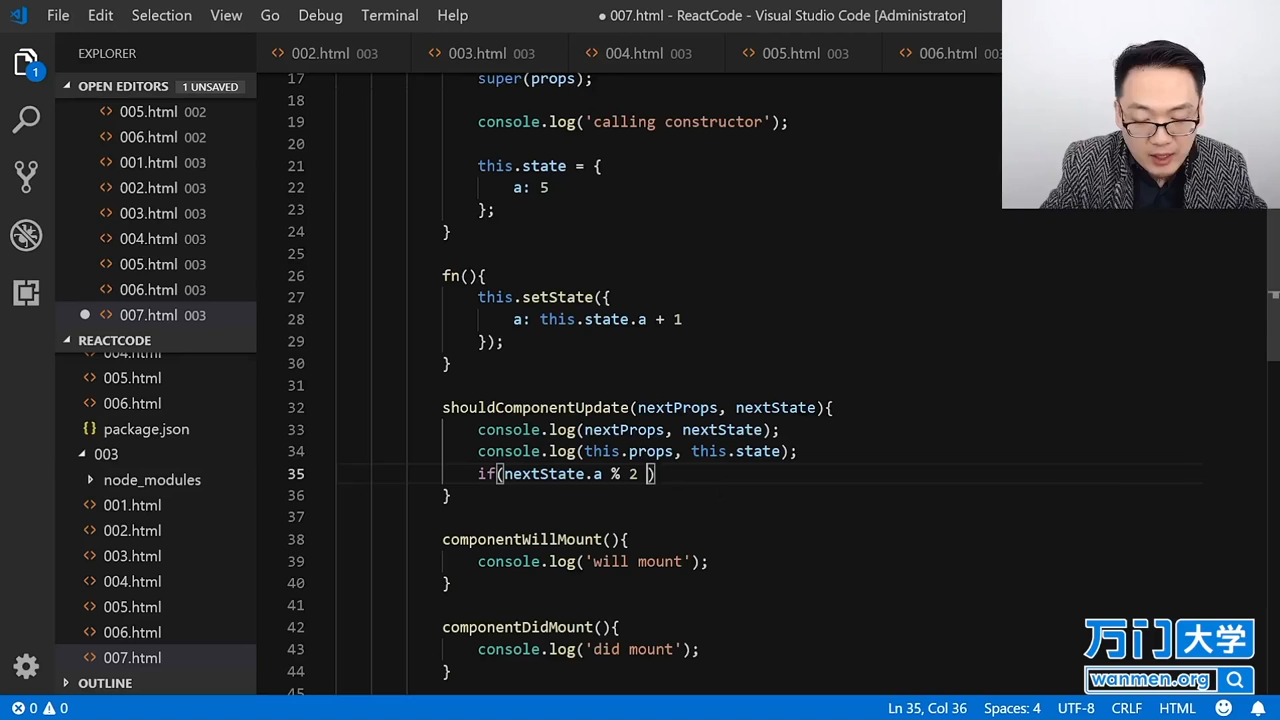 File Edit Selection View Go Debug Terminal Help
● 007.html - ReactCode - Visual Studio Code [Administrator]
EXPLORER
002.html 003
003.html 003
004.html 003
005.html 003
006.html 003
1
OPEN EDITORS 1 UNSAVED
005.html 002
006.html 002
001.html 003
002.html 003
003.html 003
004.html 003
005.html 003
006.html 003
007.html 003
REACTCODE
004.html
005.html
006.html
{} package.json
003
node_modules
001.html
002.html
003.html
004.html
005.html
006.html
007.html
OUTLINE
17 super(props);
18
19 console.log('calling constructor');
20
21 this.state = {
22 a: 5
23 };
24 }
25
26 fn(){
27 this.setState({
28 a: this.state.a + 1
29 });
30 }
31
32 shouldComponentUpdate(nextProps, nextState){
33 console.log(nextProps, nextState);
34 console.log(this.props, this.state);
35 if(nextState.a % 2 )
36 }
37
38 componentWillMount(){
39 console.log('will mount');
40 }
41
42 componentDidMount(){
43 console.log('did mount');
44 }
45
万门大学
wanmen.org
0 0
Ln 35, Col 36 Spaces: 4 UTF-8 CRLF HTML